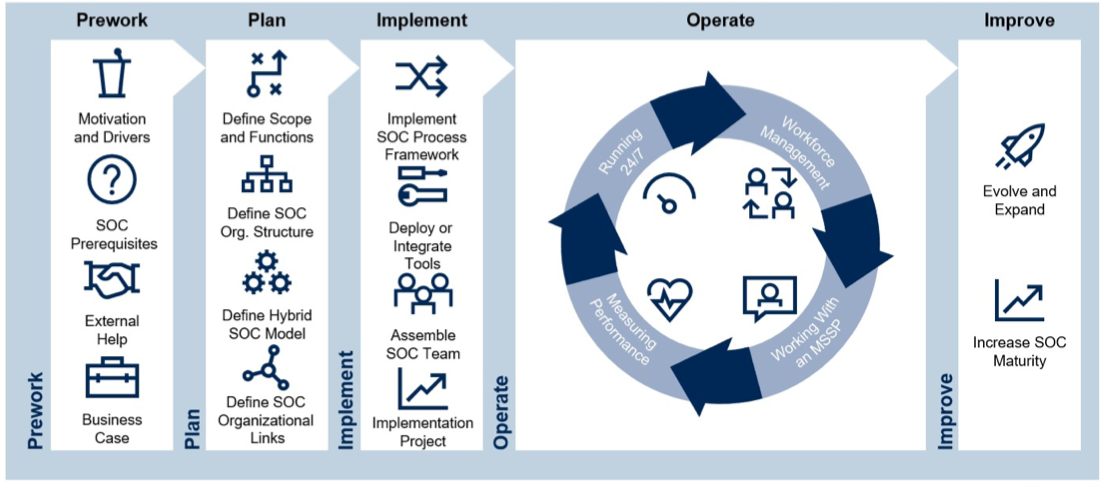 Prework
Plan
Implement
Operate
Improve
Motivation
and Drivers
SOC
Prerequisites
External
Help
Business
Case
Prework
Define Scope
and Functions
Define SOC
Org. Structure
Define Hybrid
SOC Model
Define SOC
Organizational
Links
Plan
Implement
SOC Process
Framework
Deploy or
Integrate
Tools
Assemble
SOC Team
Implementation
Project
Implement
Running
24/7
Workforce
Management
Working With
an MSSP
Measuring
Performance
Operate
Evolve and
Expand
Increase SOC
Maturity
Improve